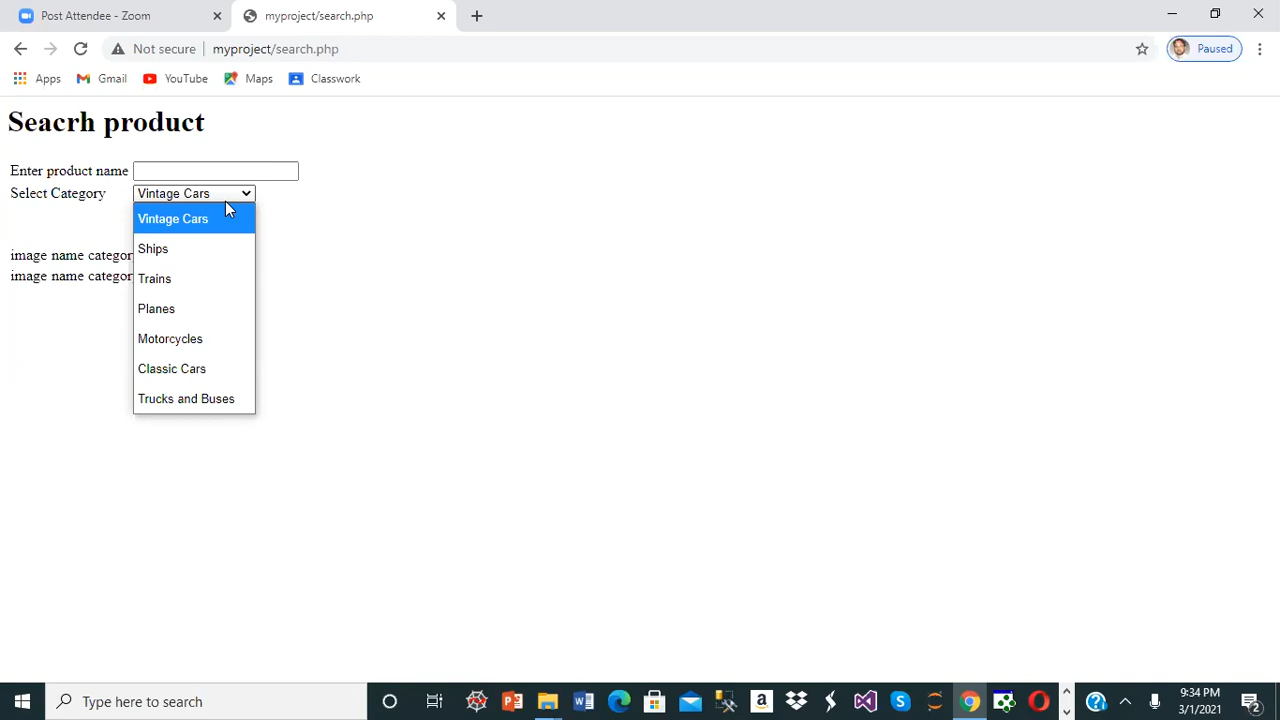 Post Attendee - Zoom
myproject/search.php
Not secure
myproject/search.php
Paused
Apps
Gmail
YouTube
Maps
Classwork
Seacrh product
Enter product name
Select Category
Vintage Cars
Vintage Cars
Ships
Trains
Planes
Motorcycles
Classic Cars
Trucks and Buses
image name categor
image name categor
Type here to search
9:34 PM
3/1/2021
2